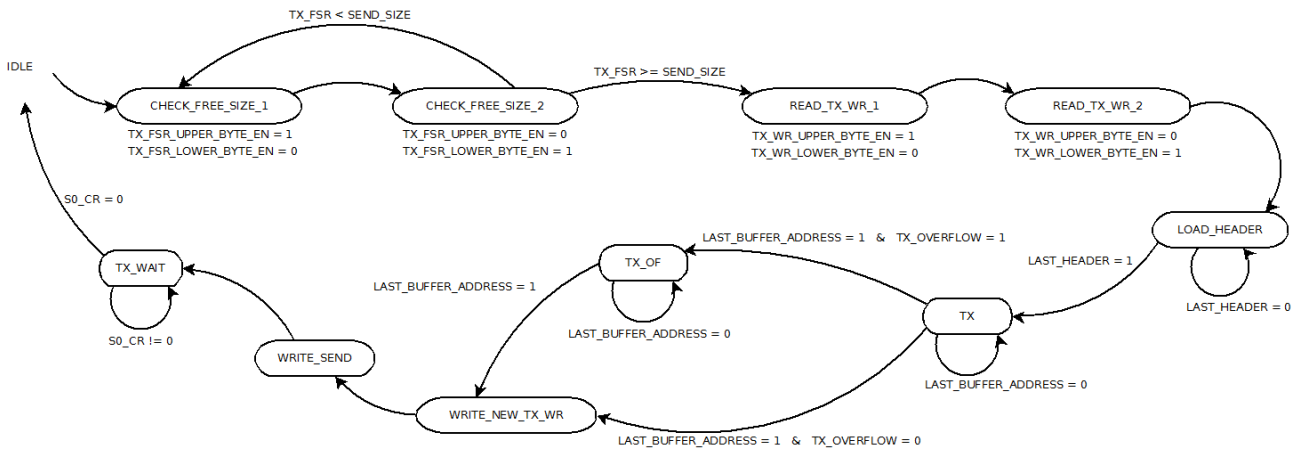 TX_FSR < SEND_SIZE
IDLE
TX_FSR >= SEND_SIZE
CHECK_FREE_SIZE_1
CHECK_FREE_SIZE_2
READ_TX_WR_1
READ_TX_WR_2
TX_FSR_UPPER_BYTE_EN = 1
TX_FSR_LOWER_BYTE_EN = 0
TX_FSR_UPPER_BYTE_EN = 0
TX_FSR_LOWER_BYTE_EN = 1
TX_WR_UPPER_BYTE_EN = 1
TX_WR_LOWER_BYTE_EN = 0
TX_WR_UPPER_BYTE_EN = 0
TX_WR_LOWER_BYTE_EN = 1
S0_CR = 0
LOAD_HEADER
LAST_BUFFER_ADDRESS = 1 & TX_OVERFLOW = 1
LAST_HEADER = 1
TX_WAIT
TX_OF
LAST_BUFFER_ADDRESS = 1
LAST_HEADER = 0
TX
LAST_BUFFER_ADDRESS = 0
S0_CR != 0
WRITE_SEND
LAST_BUFFER_ADDRESS = 0
WRITE_NEW_TX_WR
LAST_BUFFER_ADDRESS = 1 & TX_OVERFLOW = 0